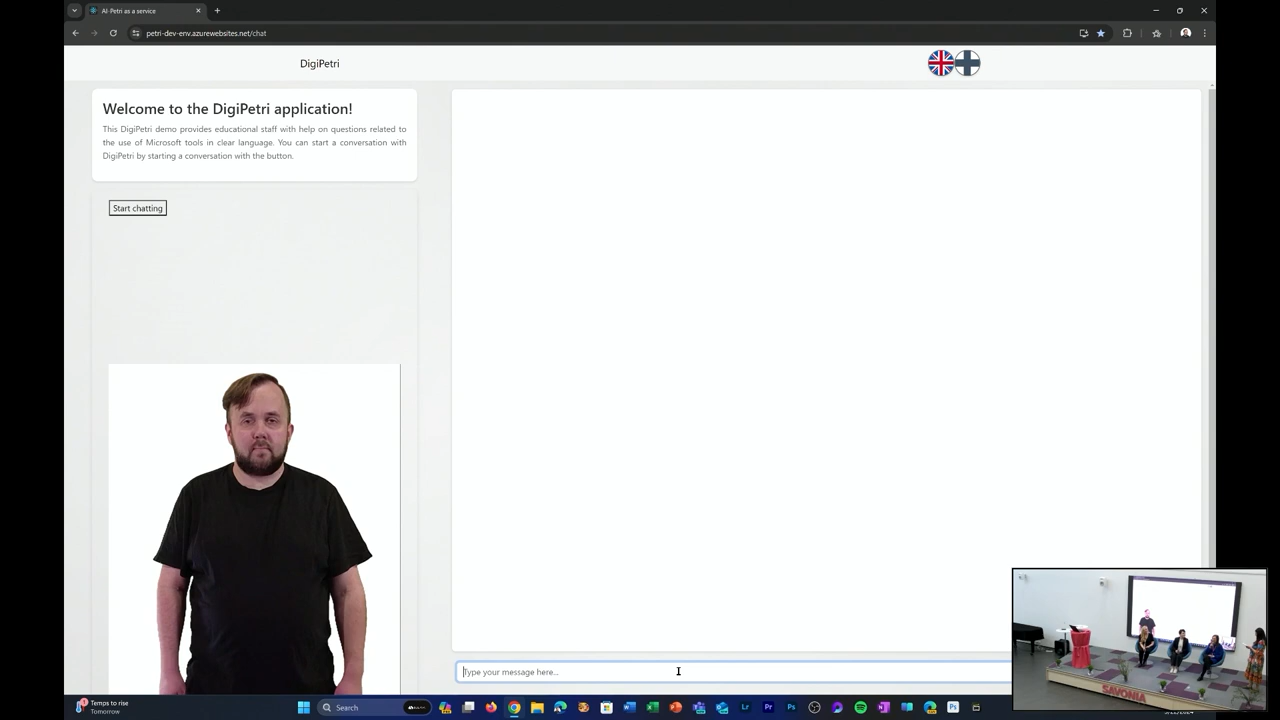 AI-Petri as a service
petri-dev-env.azurewebsites.net/chat
DigiPetri
Welcome to the DigiPetri application!
This DigiPetri demo provides educational staff with help on questions related to
the use of Microsoft tools in clear language. You can start a conversation with
DigiPetri by starting a conversation with the button.
Start chatting
Type your message here...
SAVONIA
Temps to rise
Tomorrow
Search